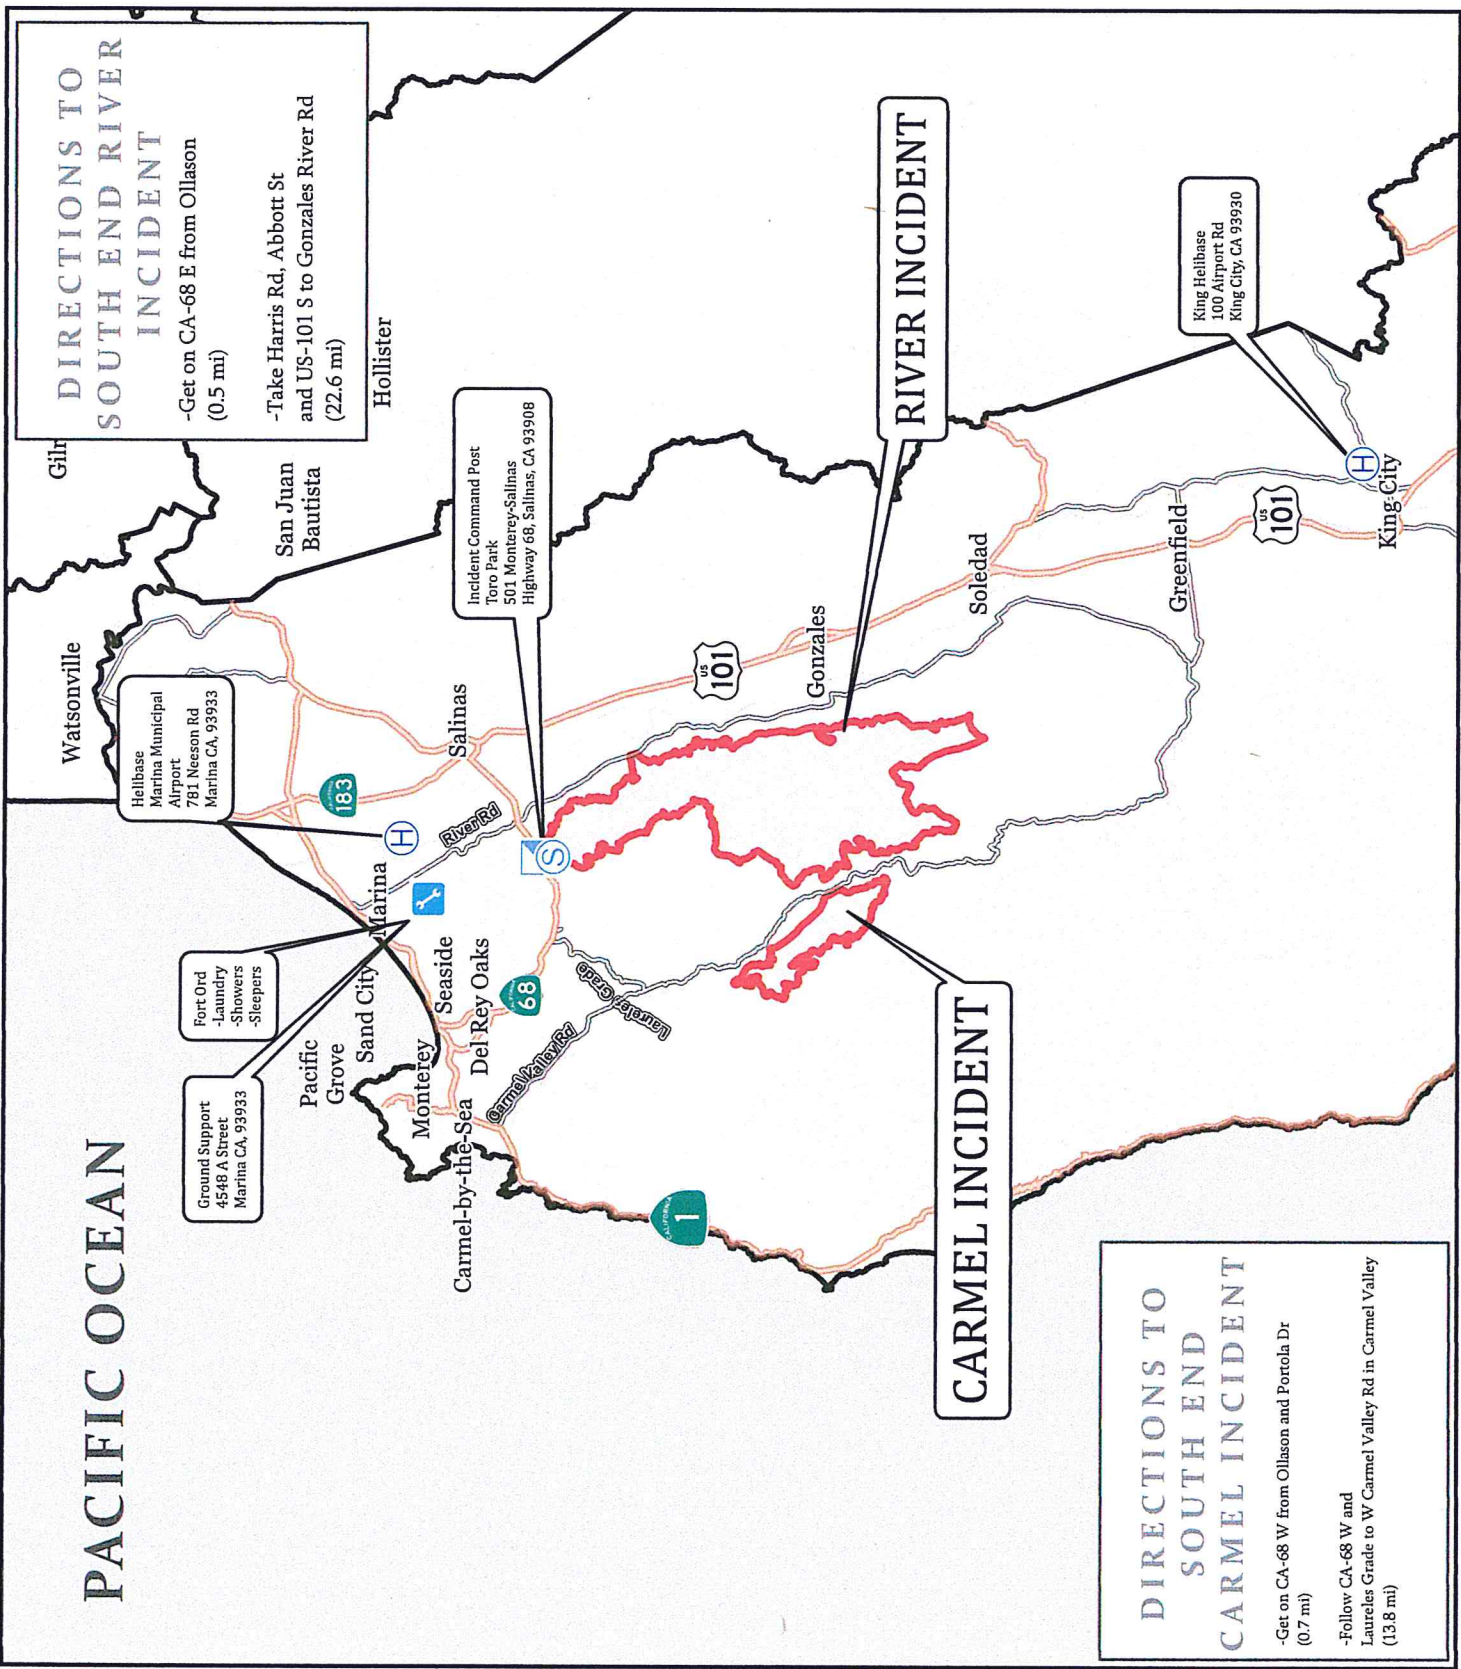 PACIFIC OCEAN
DIRECTIONS TO
SOUTH END RIVER
INCIDENT
-Get on CA-68 E from Ollason
(0.5 mi)
-Take Harris Rd, Abbott St
and US-101 S to Gonzales River Rd
(22.6 mi)
Gilr
Hollister
San Juan
Bautista
Watsonville
Helibase
Marina Municipal
Airport
781 Neeson Rd
Marina CA, 93933
Incident Command Post
Toro Park
501 Monterey-Salinas
Highway 68, Salinas, CA 93908
Fort Ord
-Laundry
-Showers
-Sleepers
Ground Support
4548 A Street
Marina CA, 93933
CALIFORNIA
183
H
Salinas
River Rd
Marina
S
Sand City
Seaside
Pacific
Grove
Monterey
Del Rey Oaks
CALIFORNIA
68
Laureles Grade
Carmel Valley Rd
Carmel-by-the-Sea
CALIFORNIA
1
US
101
Gonzales
RIVER INCIDENT
Soledad
CARMEL INCIDENT
Greenfield
King Helibase
100 Airport Rd
King City, CA 93930
US
101
H
King City
DIRECTIONS TO
SOUTH END
CARMEL INCIDENT
-Get on CA-68 W from Ollason and Portola Dr
(0.7 mi)
-Follow CA-68 W and
Laureles Grade to W Carmel Valley Rd in Carmel Valley
(13.8 mi)